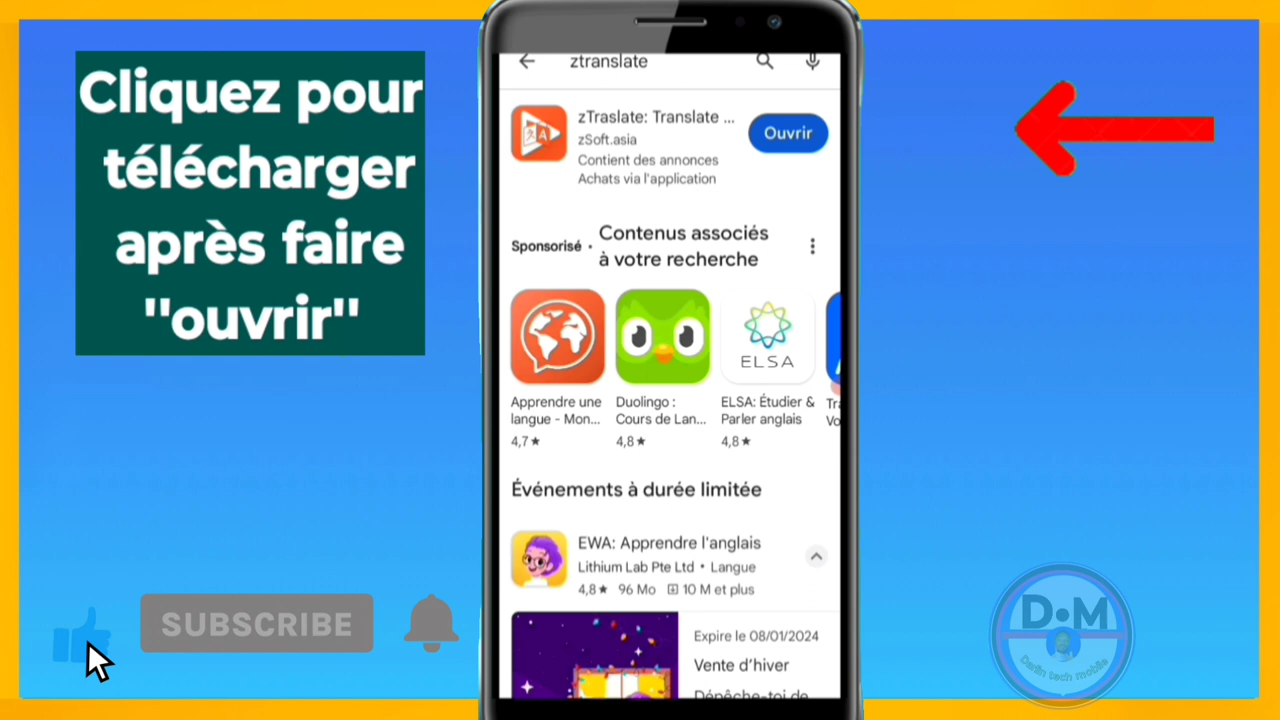 Cliquez pour
télécharger
après faire
"ouvrir"
SUBSCRIBE
ztranslate
zTraslate: Translate ...
zSoft.asia
Contient des annonces
Achats via l'application
Ouvrir
Sponsorisé •
Contenus associés
à votre recherche
ELSA
Apprendre une
langue - Mon...
4,7★
Duolingo :
Cours de Lan...
4,8★
ELSA: Étudier &
Parler anglais
4,8★
Événements à durée limitée
EWA: Apprendre l'anglais
Lithium Lab Pte Ltd • Langue
4,8★ 96 Mo 10 M et plus
Expire le 08/01/2024
Vente d'hiver
Dépêche-toi de
D•M
Darlin tech mobile